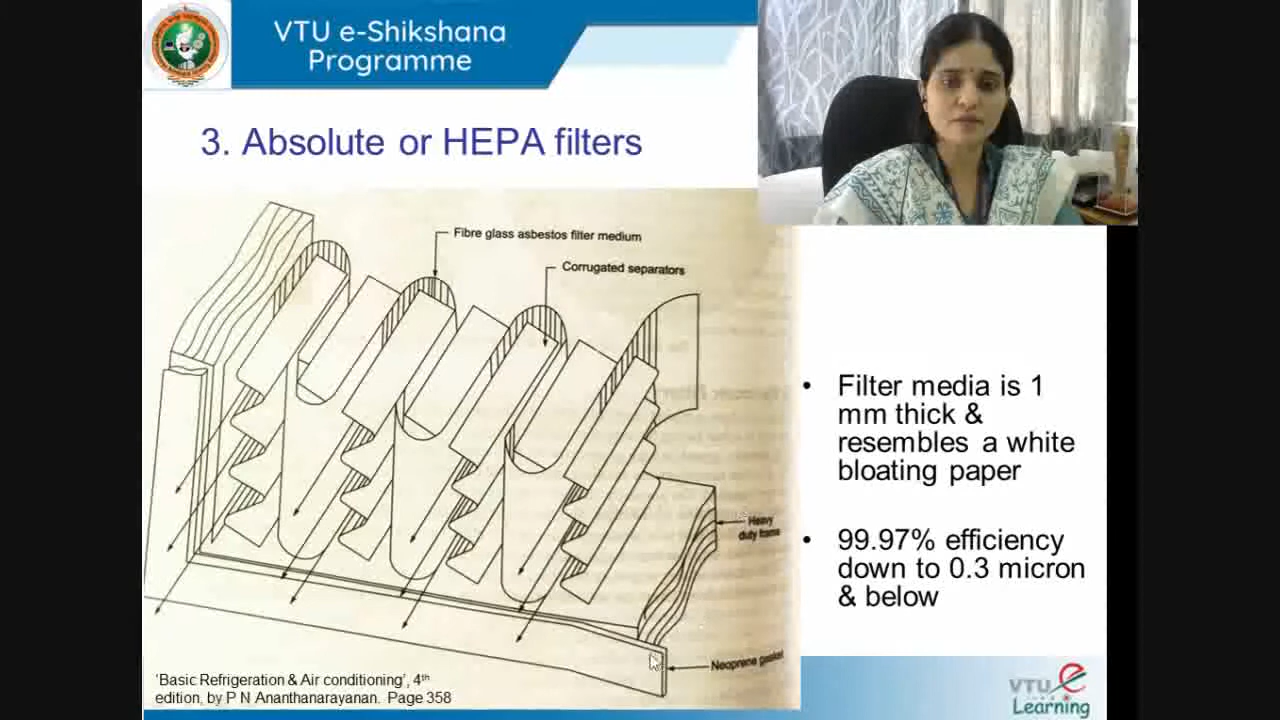 VTU e-Shikshana
Programme
3. Absolute or HEPA filters
Fibre glass asbestos filter medium
Corrugated separators
Heavy
duty frame
Neoprene gasket
• Filter media is 1
mm thick &
resembles a white
bloating paper
• 99.97% efficiency
down to 0.3 micron
& below
'Basic Refrigeration & Air conditioning', 4th
edition, by P N Ananthanarayanan. Page 358
VTU e
Learning